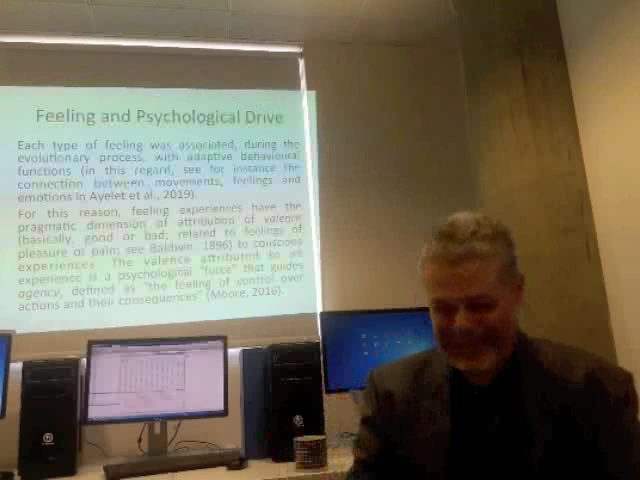 Feeling and Psychological Drive
Each type of feeling was associated, during the
evolutionary process, with adaptive behavioural
functions (in this regard, see for instance the
connection between movements, feelings and
emotions in Ayelet et al., 2019).
For this reason, feeling experiences have the
pragmatic dimension of attribution of valence
(basically, good or bad; related to feelings of
pleasure or pain; see Baldwin, 1896) to conscious
experiences. The valence attributed to an
experience is a psychological "force" that guides
agency, defined as "the feeling of control over
actions and their consequences" (Moore, 2016).